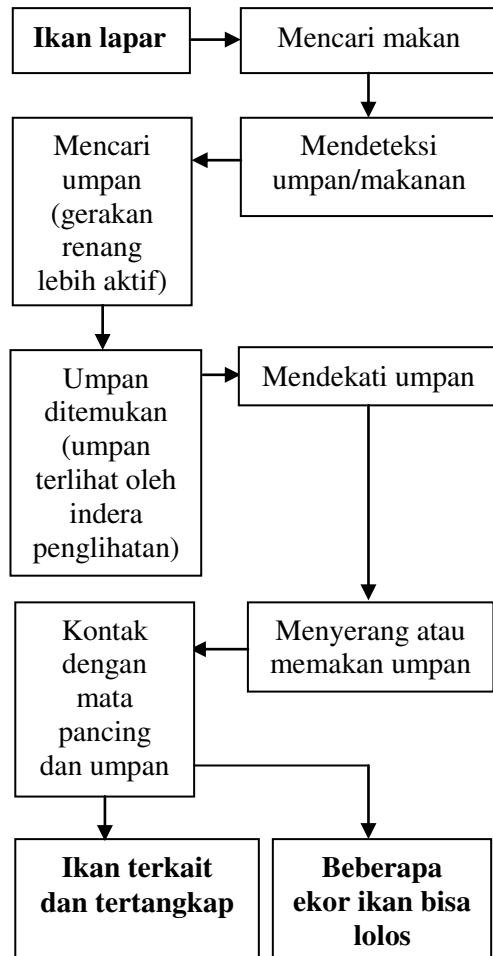 Ikan lapar
Mencari makan
Mendeteksi
umpan/makanan
Mencari
umpan
(gerakan
renang
lebih aktif)
Umpan
ditemukan
(umpan
terlihat oleh
indera
penglihatan)
Mendekati umpan
Menyerang atau
memakan umpan
Kontak
dengan
mata
pancing
dan umpan
Ikan terkait
dan tertangkap
Beberapa
ekor ikan bisa
lolos